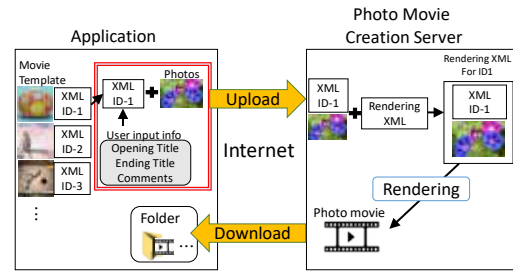 Application
Photo Movie
Creation Server
Movie
Template
XML
ID-1
XML
ID-2
XML
ID-3
XML
ID-1
Photos
User input info
Opening Title
Ending Title
Comments
Upload
Internet
Download
Folder
...
XML
ID-1
Rendering
XML
Rendering XML
For ID1
XML
ID-1
Rendering
Photo movie